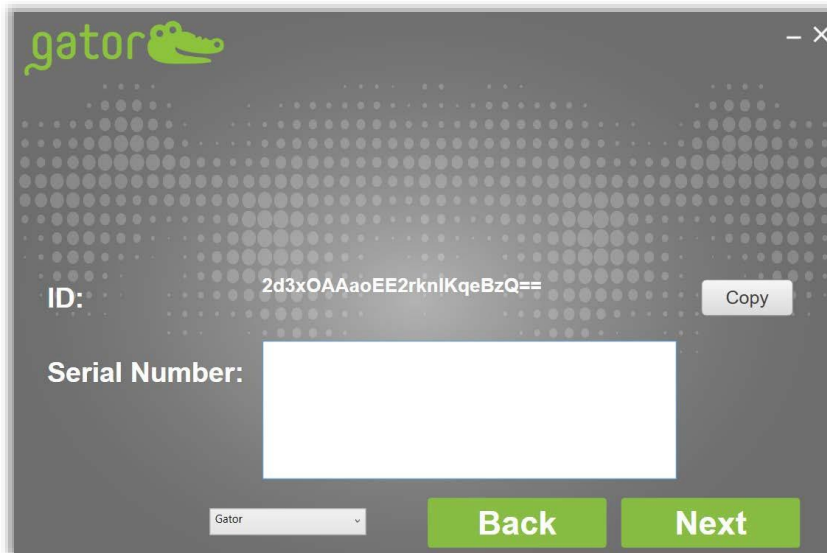 gator
ID:
2d3xOAAaoEE2rknlKqeBzQ==
Copy
Serial Number:
Gator
Back
Next